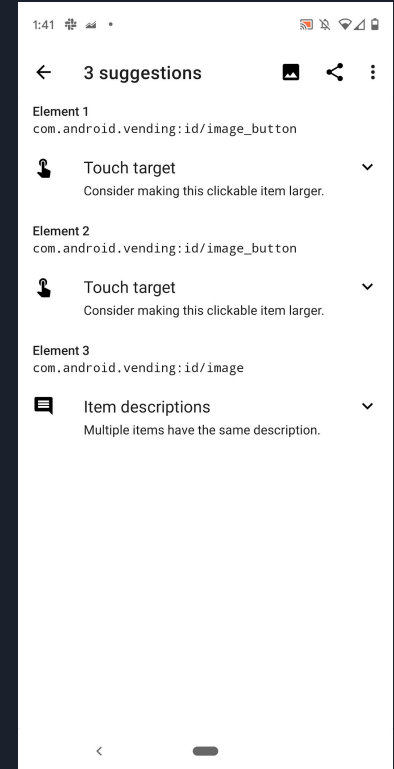 1:41
3 suggestions
Element 1
com.android.vending:id/image_button
Touch target
Consider making this clickable item larger.
Element 2
com.android.vending:id/image_button
Touch target
Consider making this clickable item larger.
Element 3
com.android.vending:id/image
Item descriptions
Multiple items have the same description.